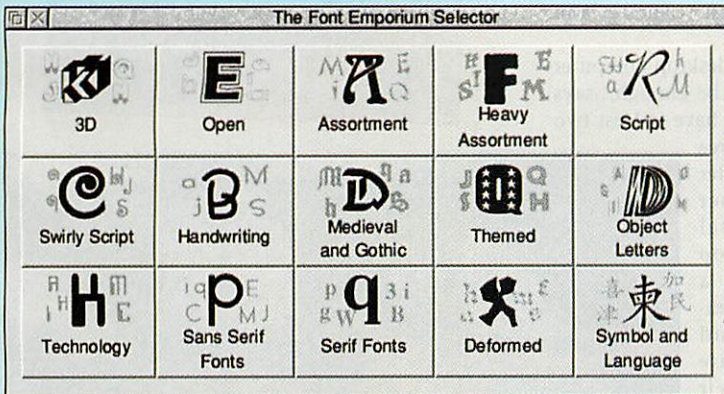 The Font Emporium Selector
3D
Open
Assortment
Heavy
Assortment
Script
Swirly Script
Handwriting
Medieval
and Gothic
Themed
Object
Letters
Technology
Sans Serif
Fonts
Serif Fonts
Deformed
Symbol and
Language